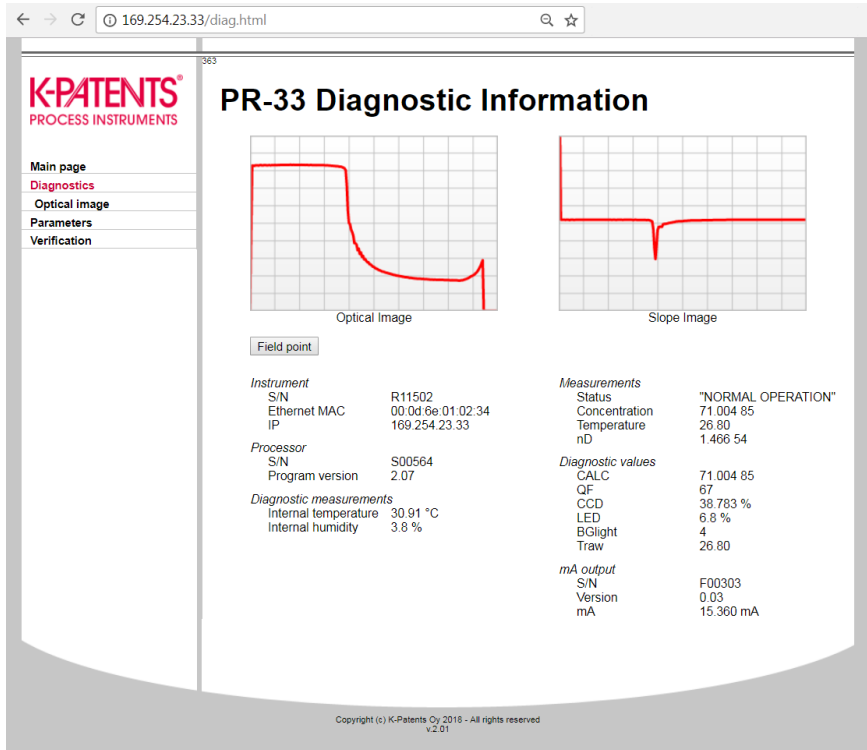 169.254.23.33/diag.html
363
K-PATENTS®
PROCESS INSTRUMENTS
Main page
Diagnostics
Optical image
Parameters
Verification
PR-33 Diagnostic Information
Optical Image
Slope Image
Field point
Instrument
S/N R11502
Ethernet MAC 00:0d:6e:01:02:34
IP 169.254.23.33
Processor
S/N S00564
Program version 2.07
Diagnostic measurements
Internal temperature 30.91 °C
Internal humidity 3.8 %
Measurements
Status "NORMAL OPERATION"
Concentration 71.004 85
Temperature 26.80
nD 1.466 54
Diagnostic values
CALC 71.004 85
QF 67
CCD 38.783 %
LED 6.8 %
BGlight 4
Traw 26.80
mA output
S/N F00303
Version 0.03
mA 15.360 mA
Copyright (c) K-Patents Oy 2016 - All rights reserved
v.2.01